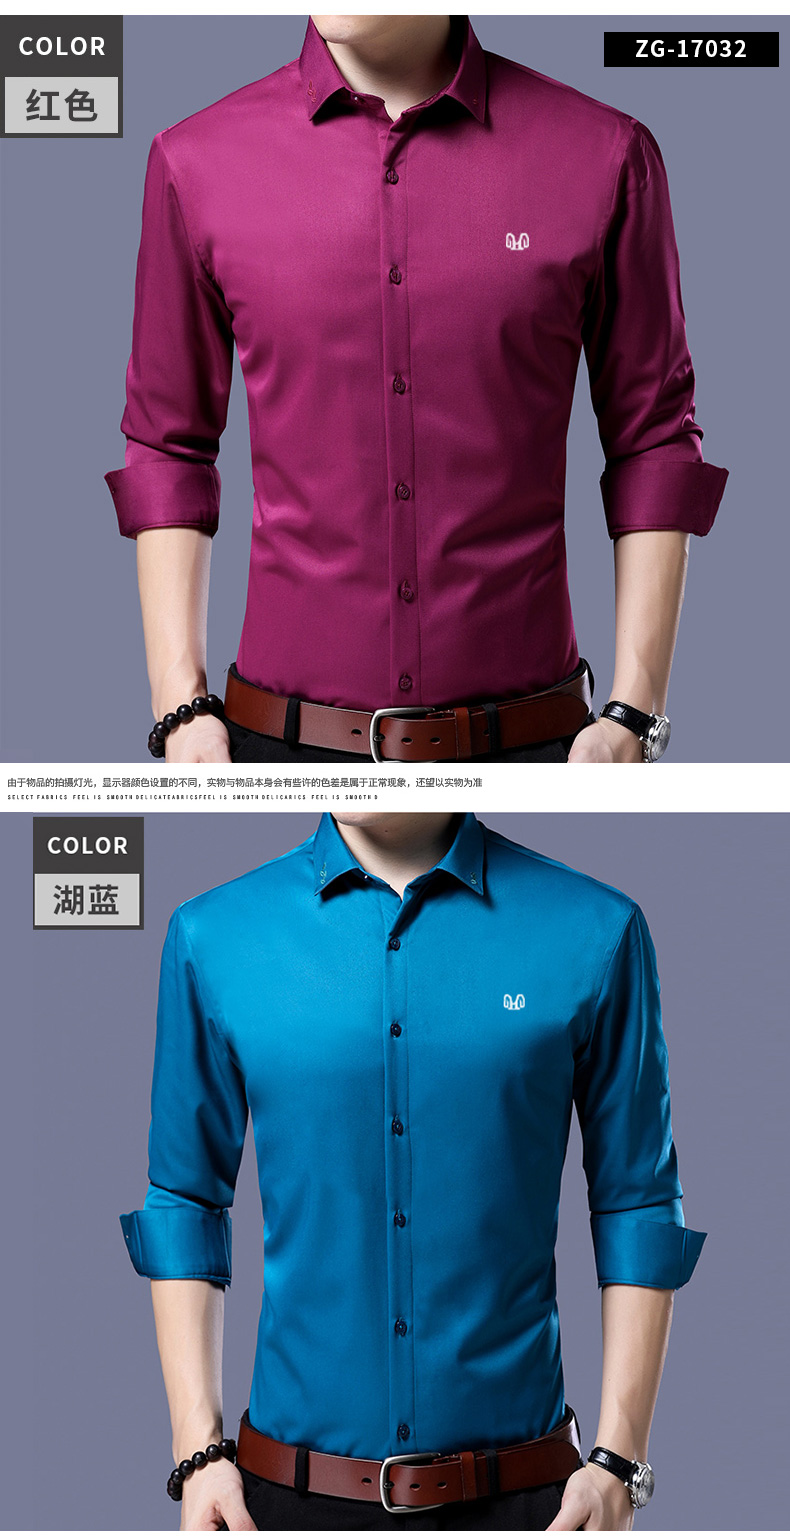 COLOR
红色
ZG-17032
由于物品的拍摄灯光，显示器颜色设置的不同，实物与物品本身会有些许的色差是属于正常现象，还望以实物为准
SELECT FABRICS FEEL IS SMOOTH DELICATEABRICSFEEL IS SMOOTH DELICARICS FEEL IS SMOOTH D
COLOR
湖蓝